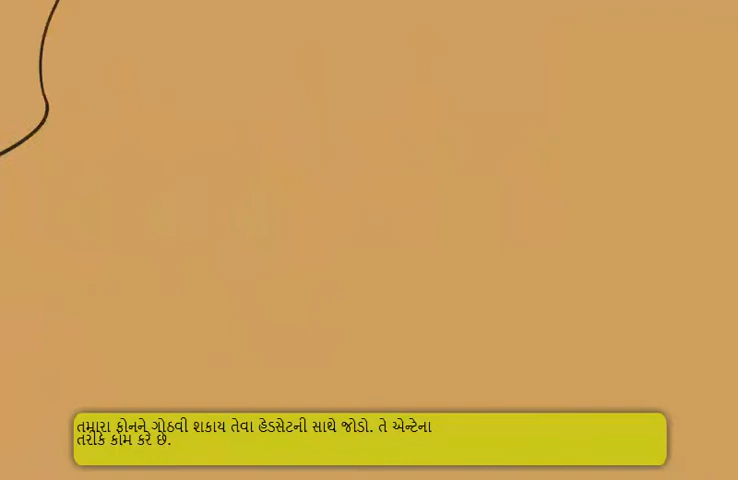 તમારા ફોનને ગોઠવી શકાય તેવા હેડસેટની સાથે જોડો. તે એન્ટેના
તરીકે કામ કરે છે.